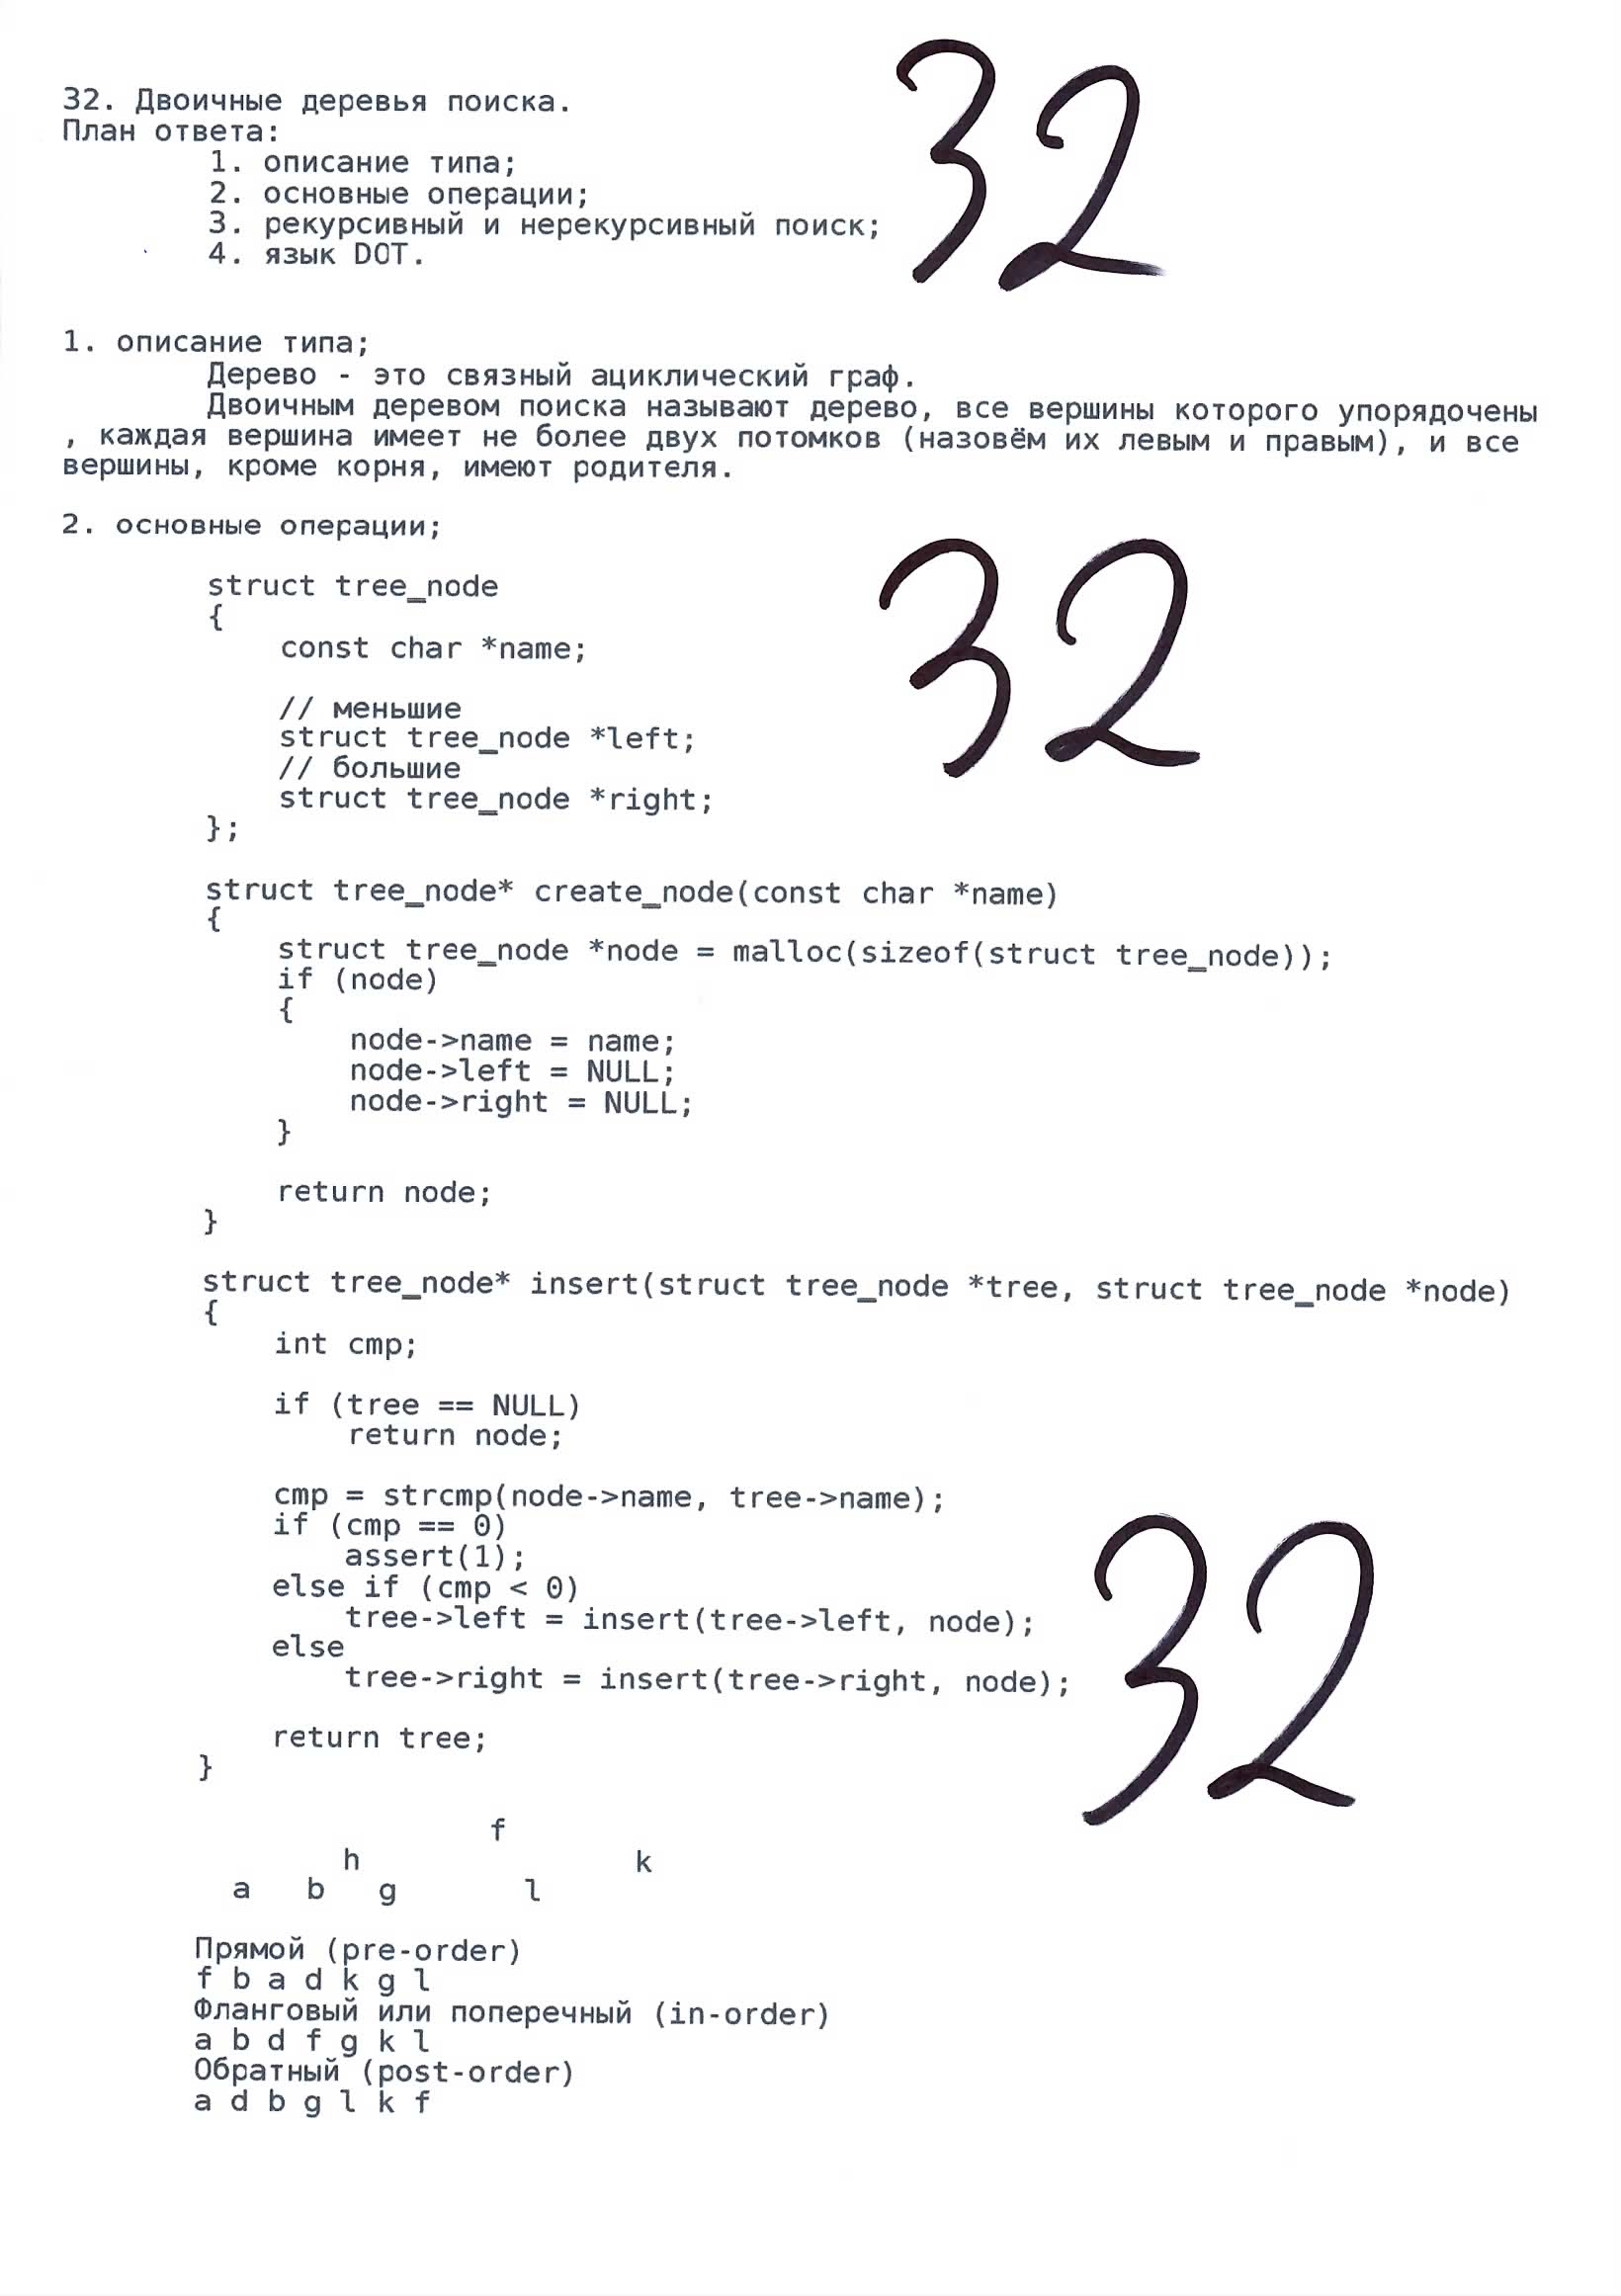 32. Двоичные деревья поиска.
План ответа:
        1. описание типа;
        2. основные операции;
        3. рекурсивный и нерекурсивный поиск;
        4. язык DOT.
32
1. описание типа;
        Дерево - это связный ациклический граф.
        Двоичным деревом поиска называют дерево, все вершины которого упорядочены
, каждая вершина имеет не более двух потомков (назовём их левым и правым), и все
вершины, кроме корня, имеют родителя.
2. основные операции;
32
        struct tree_node
        {
            const char *name;
            // меньшие
            struct tree_node *left;
            // большие
            struct tree_node *right;
        };
        struct tree_node* create_node(const char *name)
        {
            struct tree_node *node = malloc(sizeof(struct tree_node));
            if (node)
            {
                node->name = name;
                node->left = NULL;
                node->right = NULL;
            }
            return node;
        }
        struct tree_node* insert(struct tree_node *tree, struct tree_node *node)
        {
            int cmp;
            if (tree == NULL)
                return node;
            cmp = strcmp(node->name, tree->name);
            if (cmp == 0)
                assert(1);
            else if (cmp < 0)
                tree->left = insert(tree->left, node);
            else
                tree->right = insert(tree->right, node);
            return tree;
        }
32
                        f
                h               k
          a   b   g       l
        Прямой (pre-order)
        f b a d k g l
        Фланговый или поперечный (in-order)
        a b d f g k l
        Обратный (post-order)
        a d b g l k f